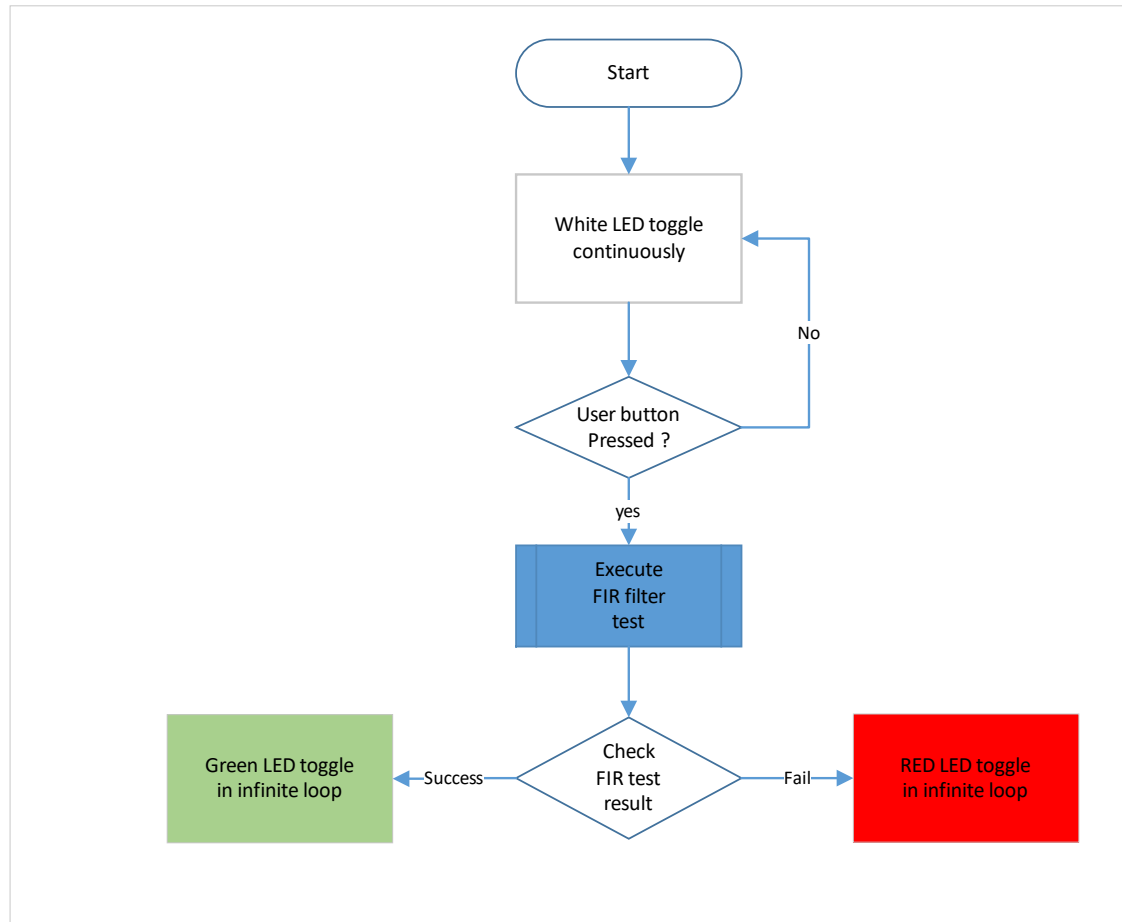 Start
White LED toggle
continuously
No
User button
Pressed ?
yes
Execute
FIR filter
test
Green LED toggle
in infinite loop
Success
Check
FIR test
result
Fail
RED LED toggle
in infinite loop